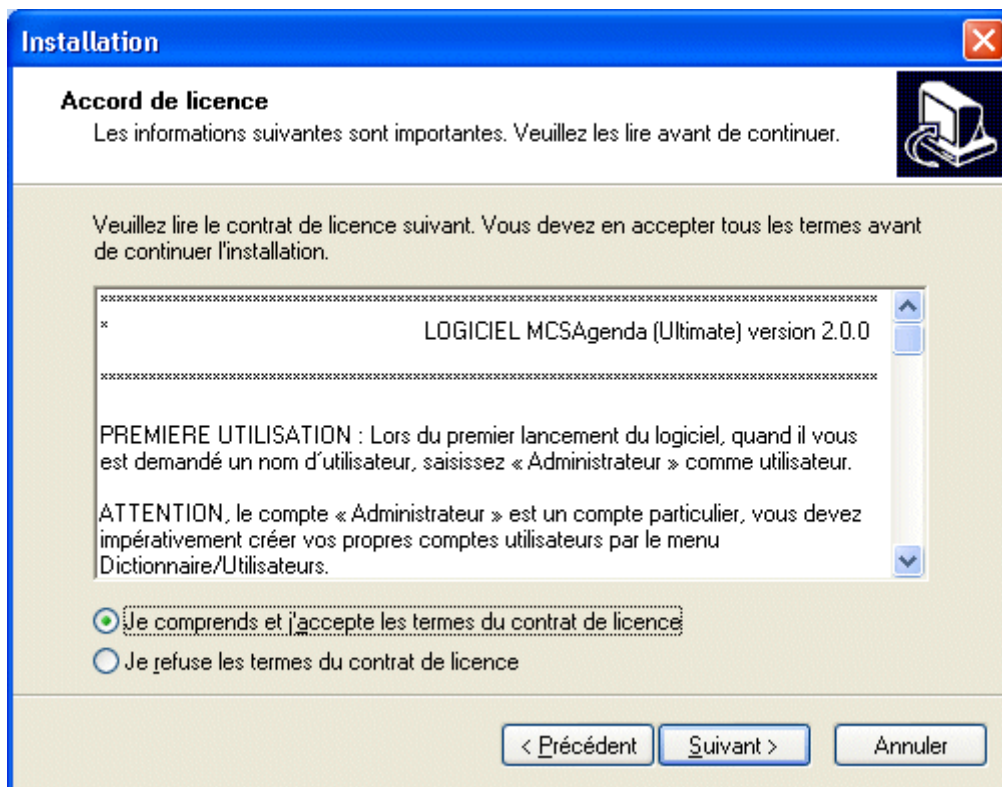 Installation
Accord de licence
Les informations suivantes sont importantes. Veuillez les lire avant de continuer.
Veuillez lire le contrat de licence suivant. Vous devez en accepter tous les termes avant
de continuer l'installation.
*************************************************************************************************
*                                        LOGICIEL MCSAgenda (Ultimate) version 2.0.0
*************************************************************************************************
PREMIERE UTILISATION : Lors du premier lancement du logiciel, quand il vous
est demandé un nom d´utilisateur, saisissez « Administrateur » comme utilisateur.
ATTENTION, le compte « Administrateur » est un compte particulier, vous devez
impérativement créer vos propres comptes utilisateurs par le menu
Dictionnaire/Utilisateurs.
Je comprends et j'accepte les termes du contrat de licence
Je refuse les termes du contrat de licence
< Précédent
Suivant >
Annuler